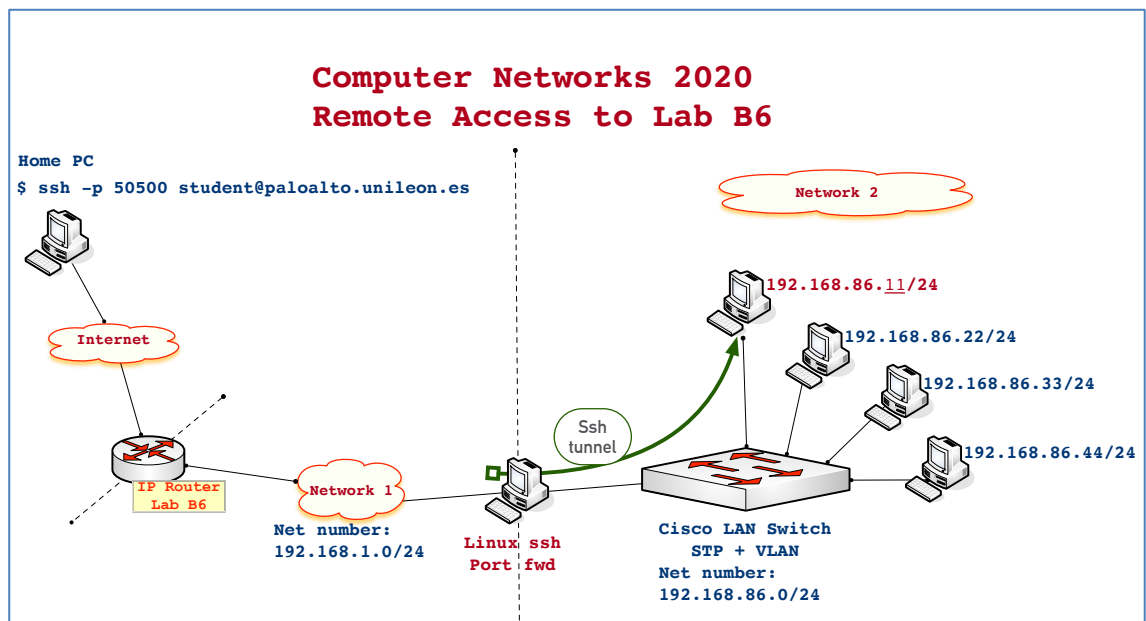 Computer Networks 2020
Remote Access to Lab B6
Home PC
$ ssh -p 50500 student@paloalto.unileon.es
Network 2
192.168.86.11/24
Internet
192.168.86.22/24
192.168.86.33/24
Ssh
tunnel
192.168.86.44/24
IP Router
Lab B6
Network 1
Net number:
192.168.1.0/24
Linux ssh
Port fwd
Cisco LAN Switch
STP + VLAN
Net number:
192.168.86.0/24